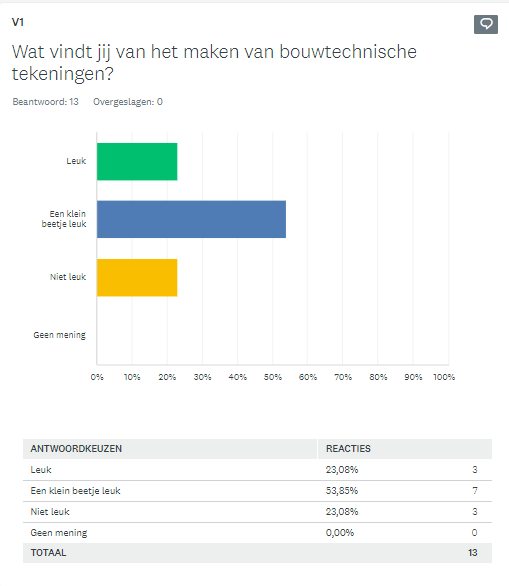 V1
Wat vindt jij van het maken van bouwtechnische
tekeningen?
Beantwoord: 13 Overgeslagen: 0
Leuk
Een klein
beetje leuk
Niet leuk
Geen mening
0% 10% 20% 30% 40% 50% 60% 70% 80% 90% 100%
ANTWOORDKEUZEN REACTIES
Leuk 23,08% 3
Een klein beetje leuk 53,85% 7
Niet leuk 23,08% 3
Geen mening 0,00% 0
TOTAAL 13